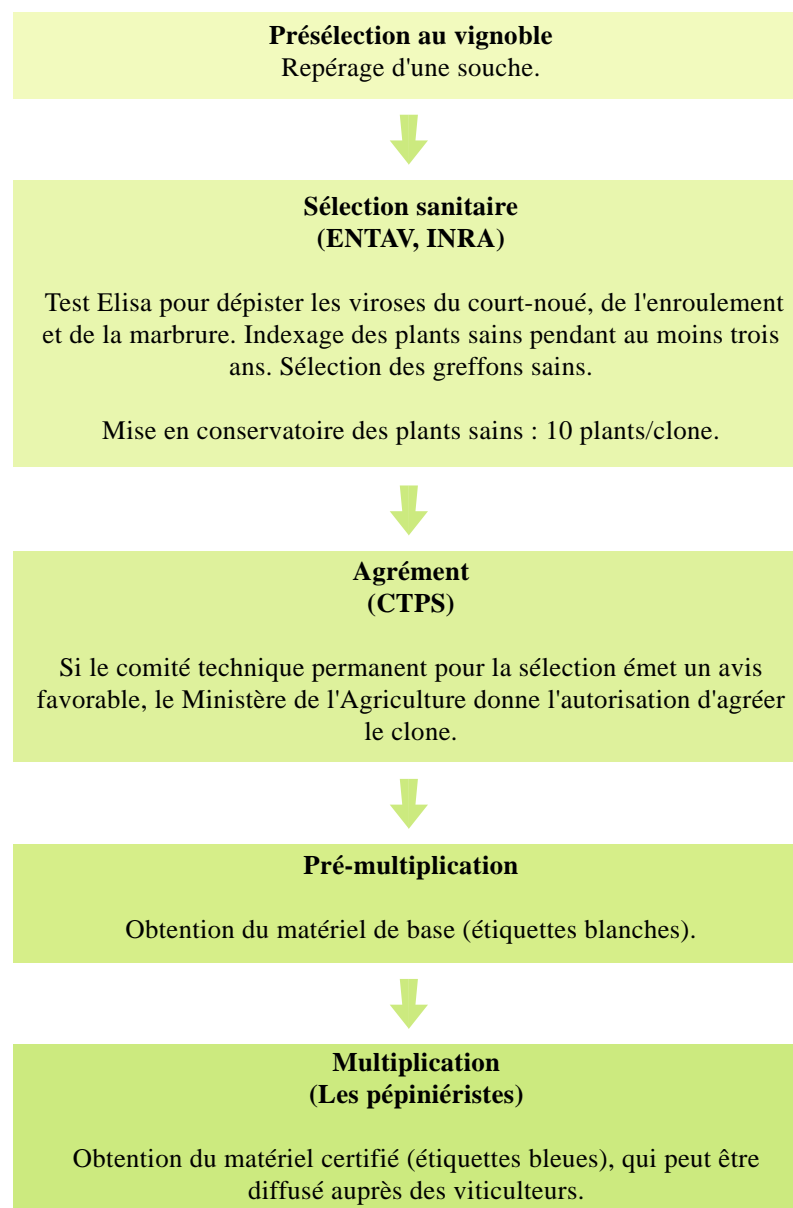 Présélection au vignoble
Repérage d'une souche.
Sélection sanitaire
(ENTAV, INRA)
Test Elisa pour dépister les viroses du court-noué, de l'enroulement
et de la marbrure. Indexage des plants sains pendant au moins trois
ans. Sélection des greffons sains.
Mise en conservatoire des plants sains : 10 plants/clone.
Agrément
(CTPS)
Si le comité technique permanent pour la sélection émet un avis
favorable, le Ministère de l'Agriculture donne l'autorisation d'agréer
le clone.
Pré-multiplication
Obtention du matériel de base (étiquettes blanches).
Multiplication
(Les pépiniéristes)
Obtention du matériel certifié (étiquettes bleues), qui peut être
diffusé auprès des viticulteurs.